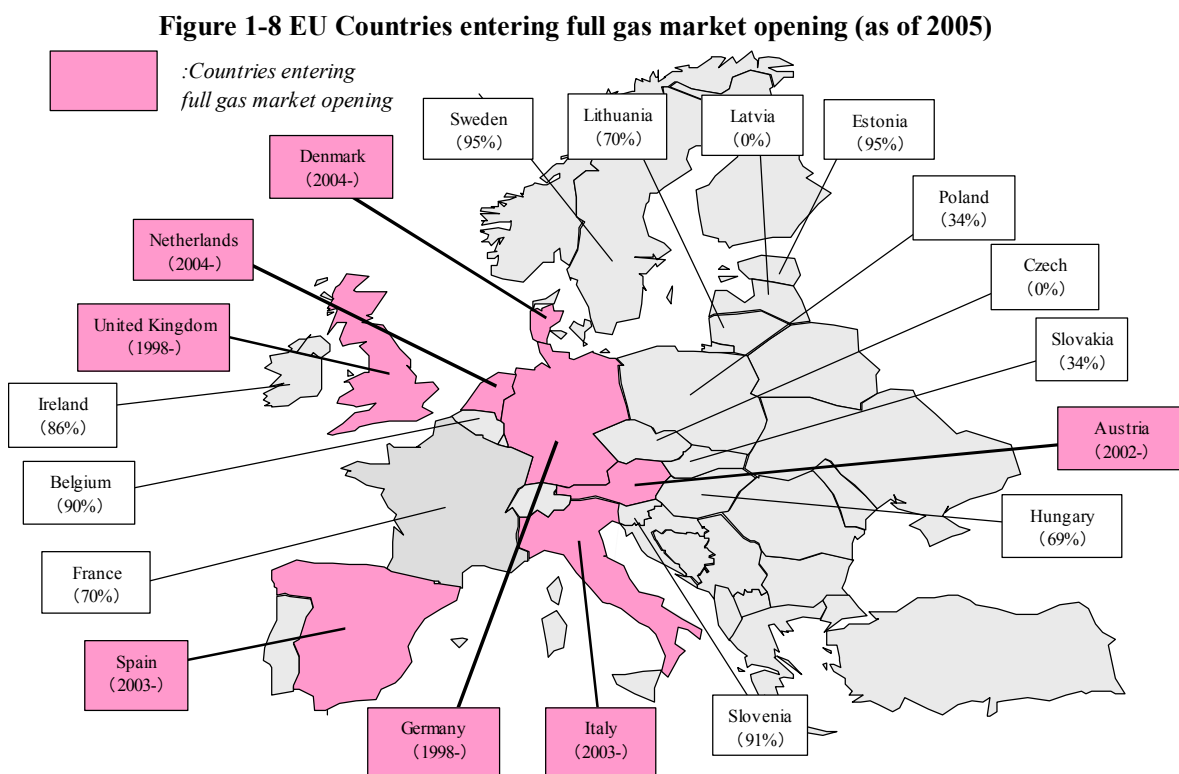 Figure 1-8 EU Countries entering full gas market opening (as of 2005)
:Countries entering
full gas market opening
Sweden
(95%)
Lithuania
(70%)
Latvia
(0%)
Estonia
(95%)
Denmark
(2004-)
Poland
(34%)
Netherlands
(2004-)
Czech
(0%)
United Kingdom
(1998-)
Slovakia
(34%)
Ireland
(86%)
Austria
(2002-)
Belgium
(90%)
Hungary
(69%)
France
(70%)
Spain
(2003-)
Germany
(1998-)
Italy
(2003-)
Slovenia
(91%)